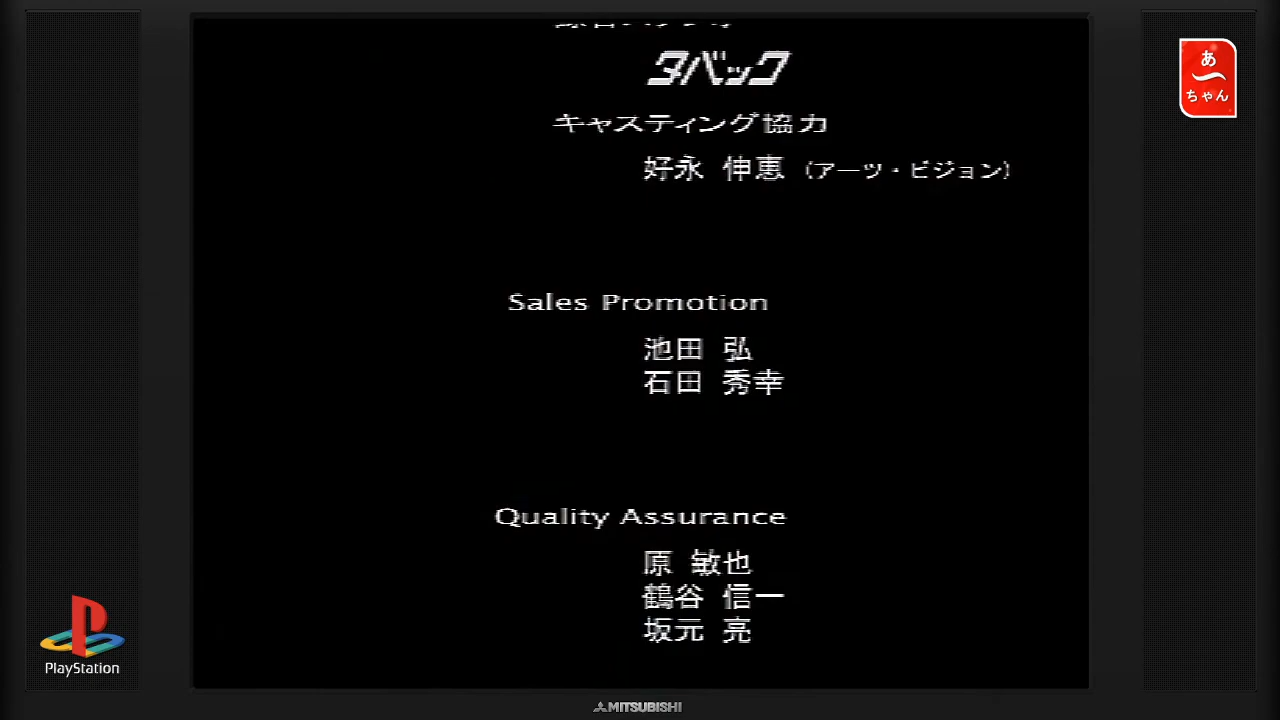 タバック
キャスティング協力
好永 伸恵 (アーツ・ビジョン)
Sales Promotion
池田 弘
石田 秀幸
Quality Assurance
原 敏也
鶴谷 信一
坂元 亮
あーちゃん
PlayStation
MITSUBISHI